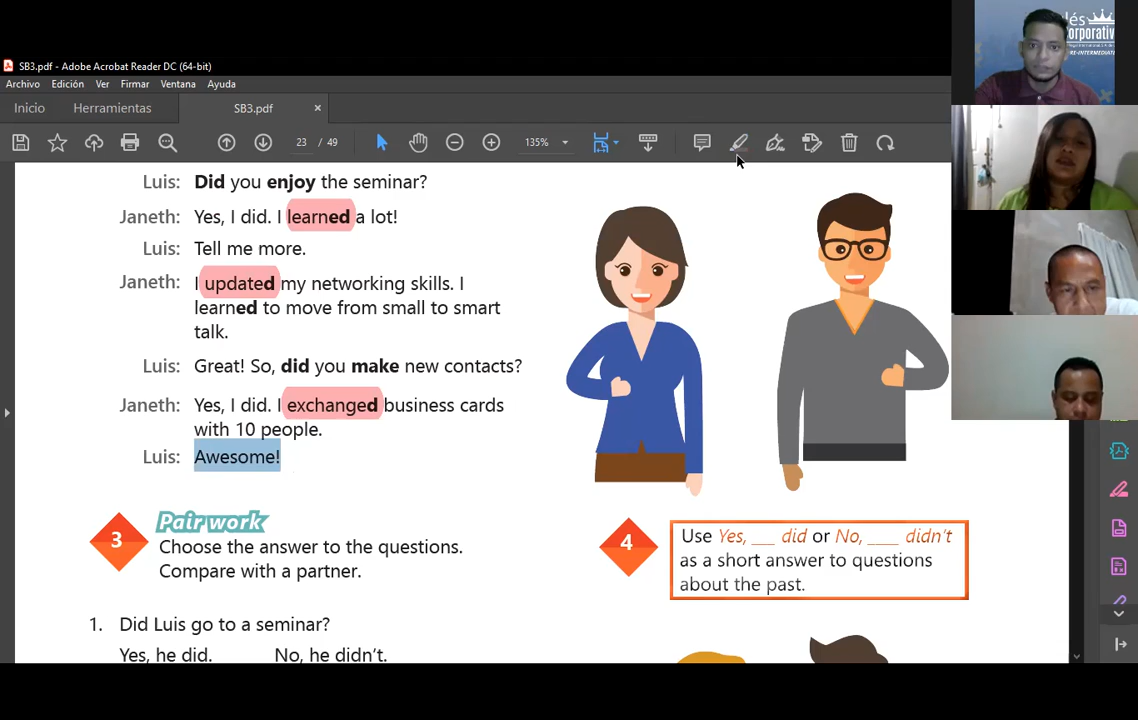 SB3.pdf - Adobe Acrobat Reader DC (64-bit)
Archivo Edición Ver Firmar Ventana Ayuda
Inicio Herramientas SB3.pdf ×
23 / 49 135%
Luis: Did you enjoy the seminar?
Janeth: Yes, I did. I learned a lot!
Luis: Tell me more.
Janeth: I updated my networking skills. I
learned to move from small to smart
talk.
Luis: Great! So, did you make new contacts?
Janeth: Yes, I did. I exchanged business cards
with 10 people.
Luis: Awesome!
3 Pair work
Choose the answer to the questions.
Compare with a partner.
1. Did Luis go to a seminar?
Yes, he did. No, he didn't.
4 Use Yes, ___ did or No, ____ didn't
as a short answer to questions
about the past.